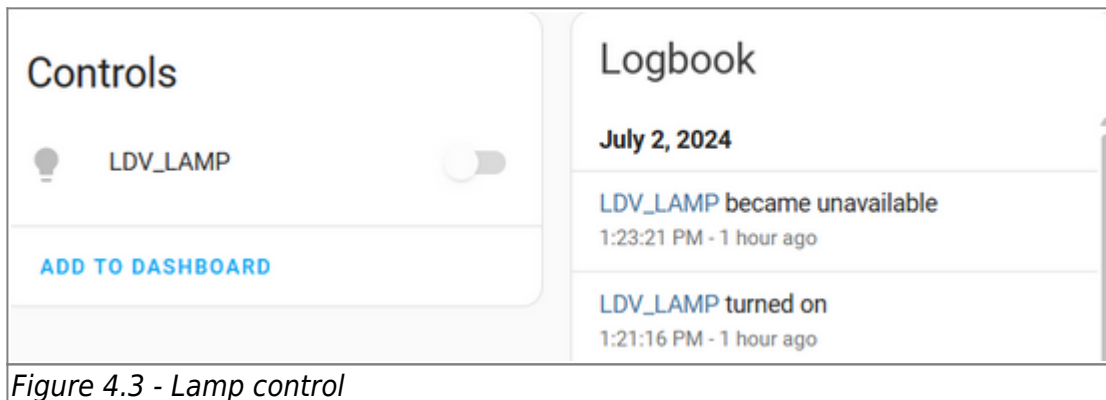 Controls
LDV_LAMP
ADD TO DASHBOARD
Logbook
July 2, 2024
LDV_LAMP became unavailable
1:23:21 PM - 1 hour ago
LDV_LAMP turned on
1:21:16 PM - 1 hour ago
Figure 4.3 - Lamp control